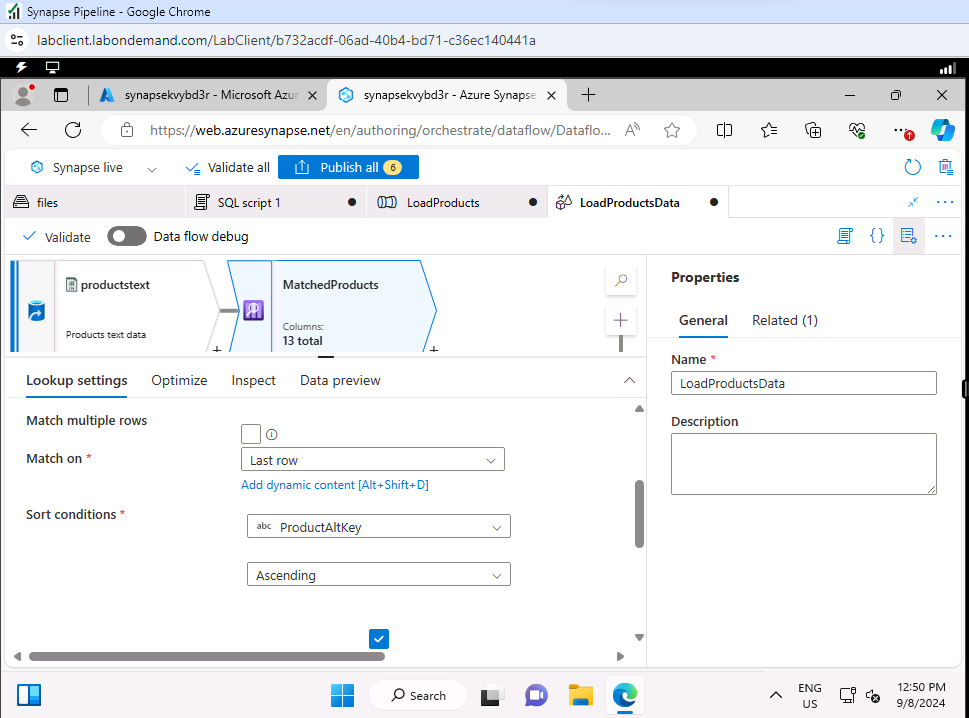 Synapse Pipeline - Google Chrome
labclient.labondemand.com/LabClient/b732acdf-06ad-40b4-bd71-c36ec140441a
synapsekvybd3r - Microsoft Azur
synapsekvybd3r - Azure Synapse
https://web.azuresynapse.net/en/authoring/orchestrate/dataflow/Dataflo...
Synapse live
Validate all
Publish all 6
files
SQL script 1
LoadProducts
LoadProductsData
Validate
Data flow debug
productstext
Products text data
MatchedProducts
Columns:
13 total
Lookup settings
Optimize
Inspect
Data preview
Match multiple rows
Match on *
Last row
Add dynamic content [Alt+Shift+D]
Sort conditions *
abc ProductAltKey
Ascending
Properties
General
Related (1)
Name *
LoadProductsData
Description
Search
ENG
US
12:50 PM
9/8/2024